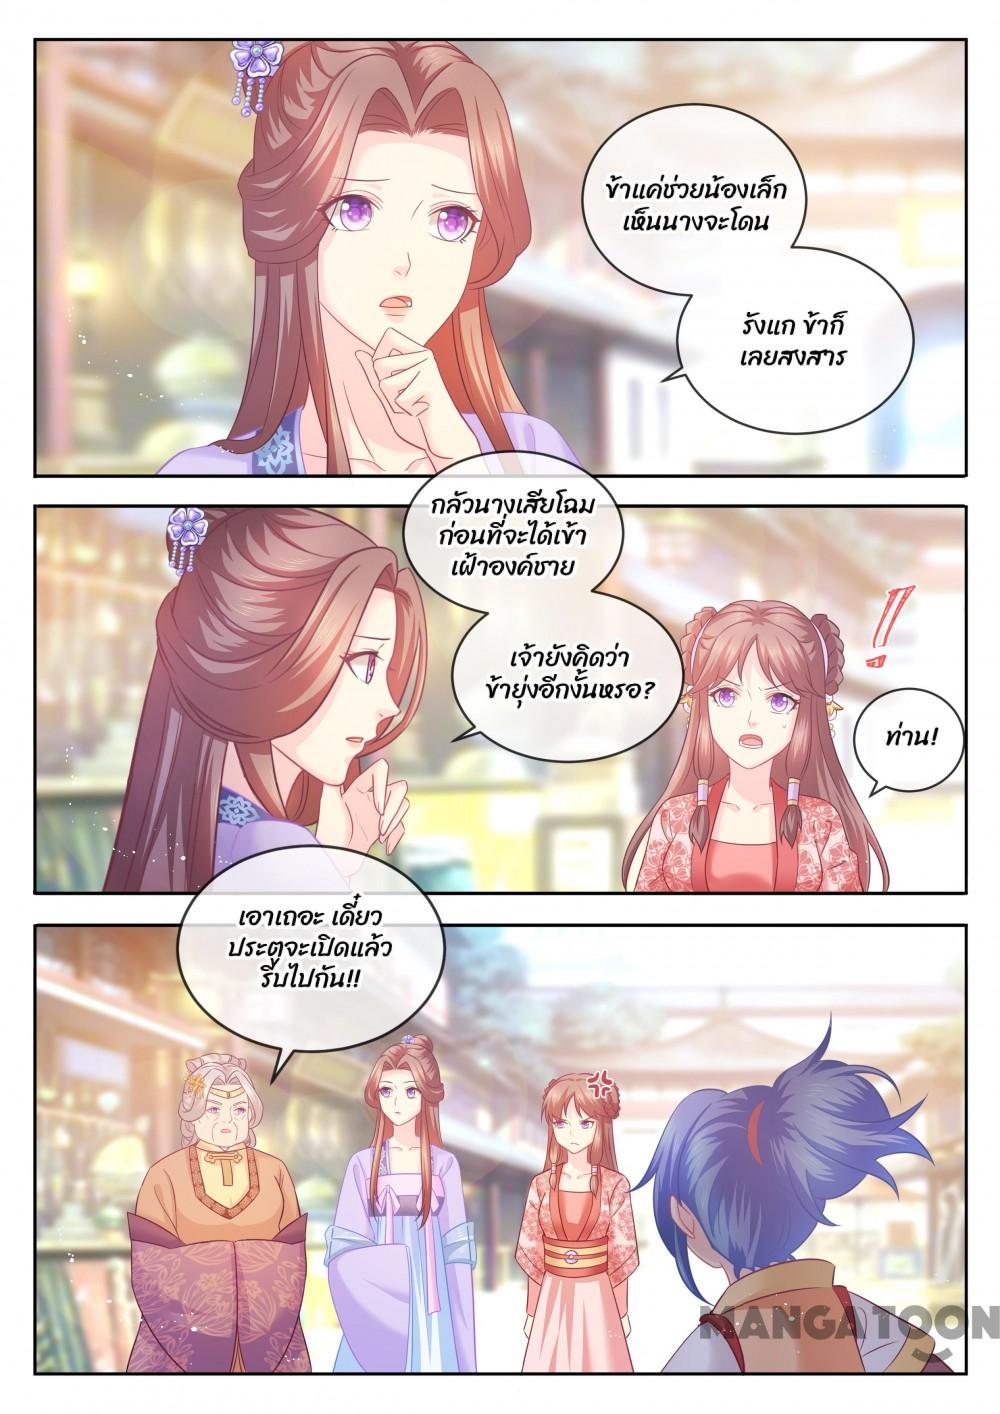 ข้าแค่ช่วยน้องเล็ก
เห็นนางจะโดน
รังแก ข้าก็
เลยสงสาร
กลัวนางเสียโฉม
ก่อนที่จะได้เข้า
เฝ้าองค์ชาย
เจ้ายังคิดว่า
ข้ายุ่งอีกงั้นหรอ?
!!
ท่าน!
เอาเถอะ เดี๋ยว
ประตูจะเปิดแล้ว
รีบไปกัน!!
MANGATOON